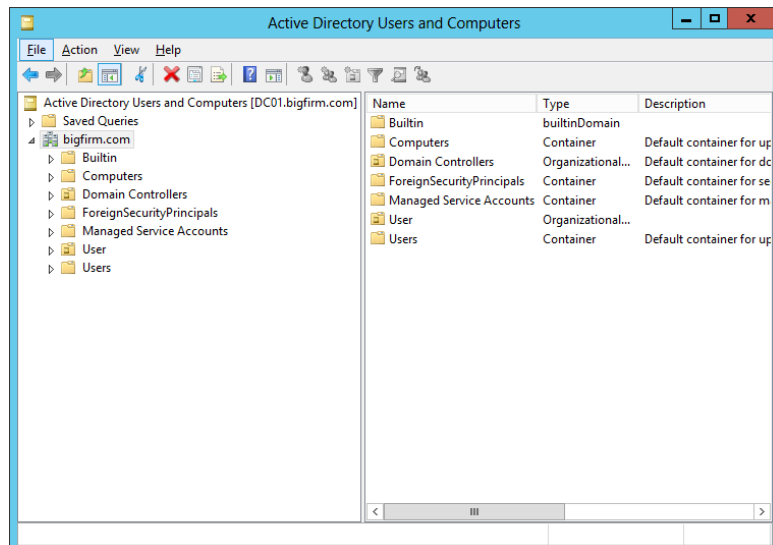 Active Directory Users and Computers
File Action View Help
Active Directory Users and Computers [DC01.bigfirm.com]
Saved Queries
bigfirm.com
Builtin
Computers
Domain Controllers
ForeignSecurityPrincipals
Managed Service Accounts
User
Users
Name Type Description
Builtin builtinDomain
Computers Container Default container for up
Domain Controllers Organizational... Default container for do
ForeignSecurityPrincipals Container Default container for se
Managed Service Accounts Container Default container for m
User Organizational...
Users Container Default container for up